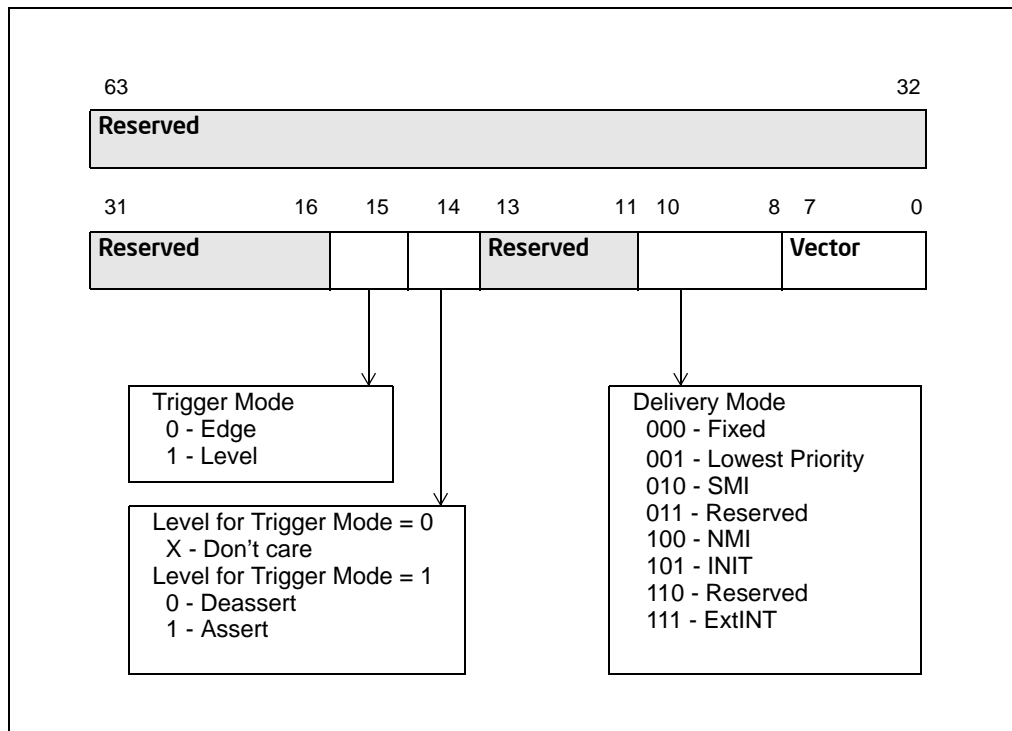 63 32
Reserved
31 16 15 14 13 11 10 8 7 0
Reserved Reserved Vector
Trigger Mode
0 - Edge
1 - Level
Level for Trigger Mode = 0
X - Don't care
Level for Trigger Mode = 1
0 - Deassert
1 - Assert
Delivery Mode
000 - Fixed
001 - Lowest Priority
010 - SMI
011 - Reserved
100 - NMI
101 - INIT
110 - Reserved
111 - ExtINT